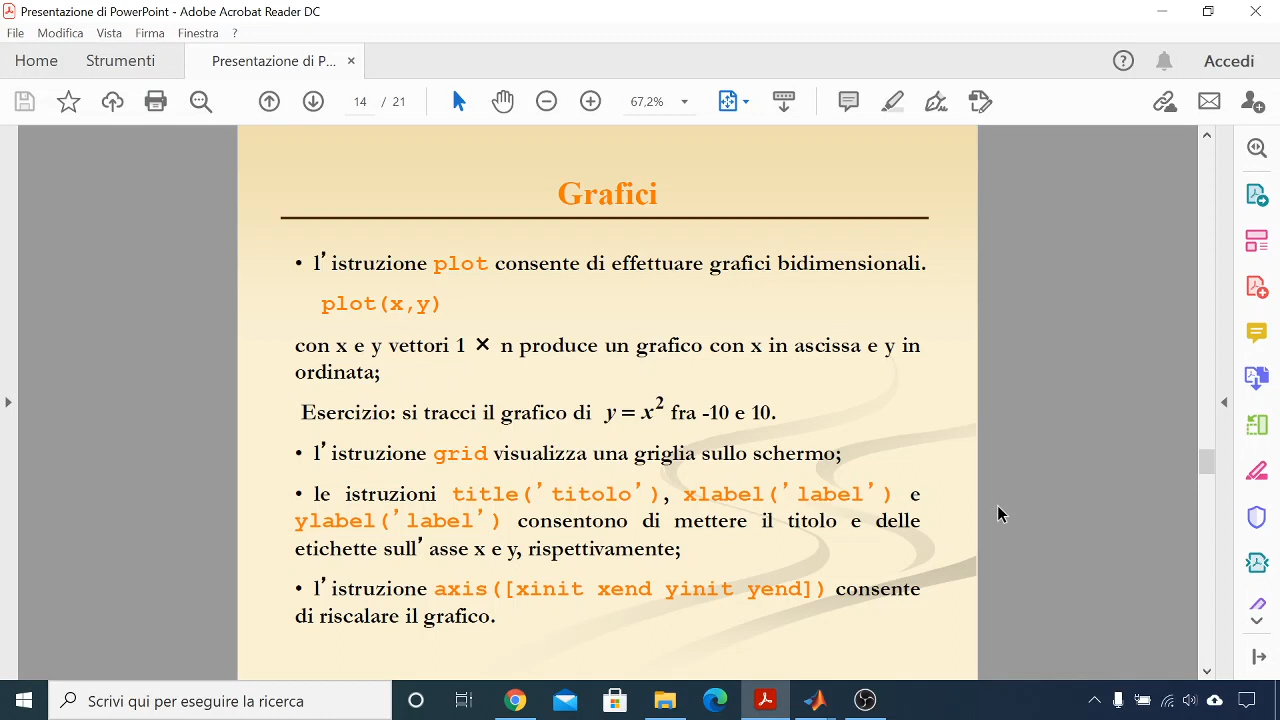 Presentazione di PowerPoint - Adobe Acrobat Reader DC
File Modifica Vista Firma Finestra ?
Home Strumenti Presentazione di P... × Accedi
14 / 21 67,2%
Grafici
• l'istruzione plot consente di effettuare grafici bidimensionali.
plot(x,y)
con x e y vettori 1 × n produce un grafico con x in ascissa e y in
ordinata;
Esercizio: si tracci il grafico di y = x² fra -10 e 10.
• l'istruzione grid visualizza una griglia sullo schermo;
• le istruzioni title('titolo'), xlabel('label') e
ylabel('label') consentono di mettere il titolo e delle
etichette sull'asse x e y, rispettivamente;
• l'istruzione axis([xinit xend yinit yend]) consente
di riscalare il grafico.
Scrivi qui per eseguire la ricerca